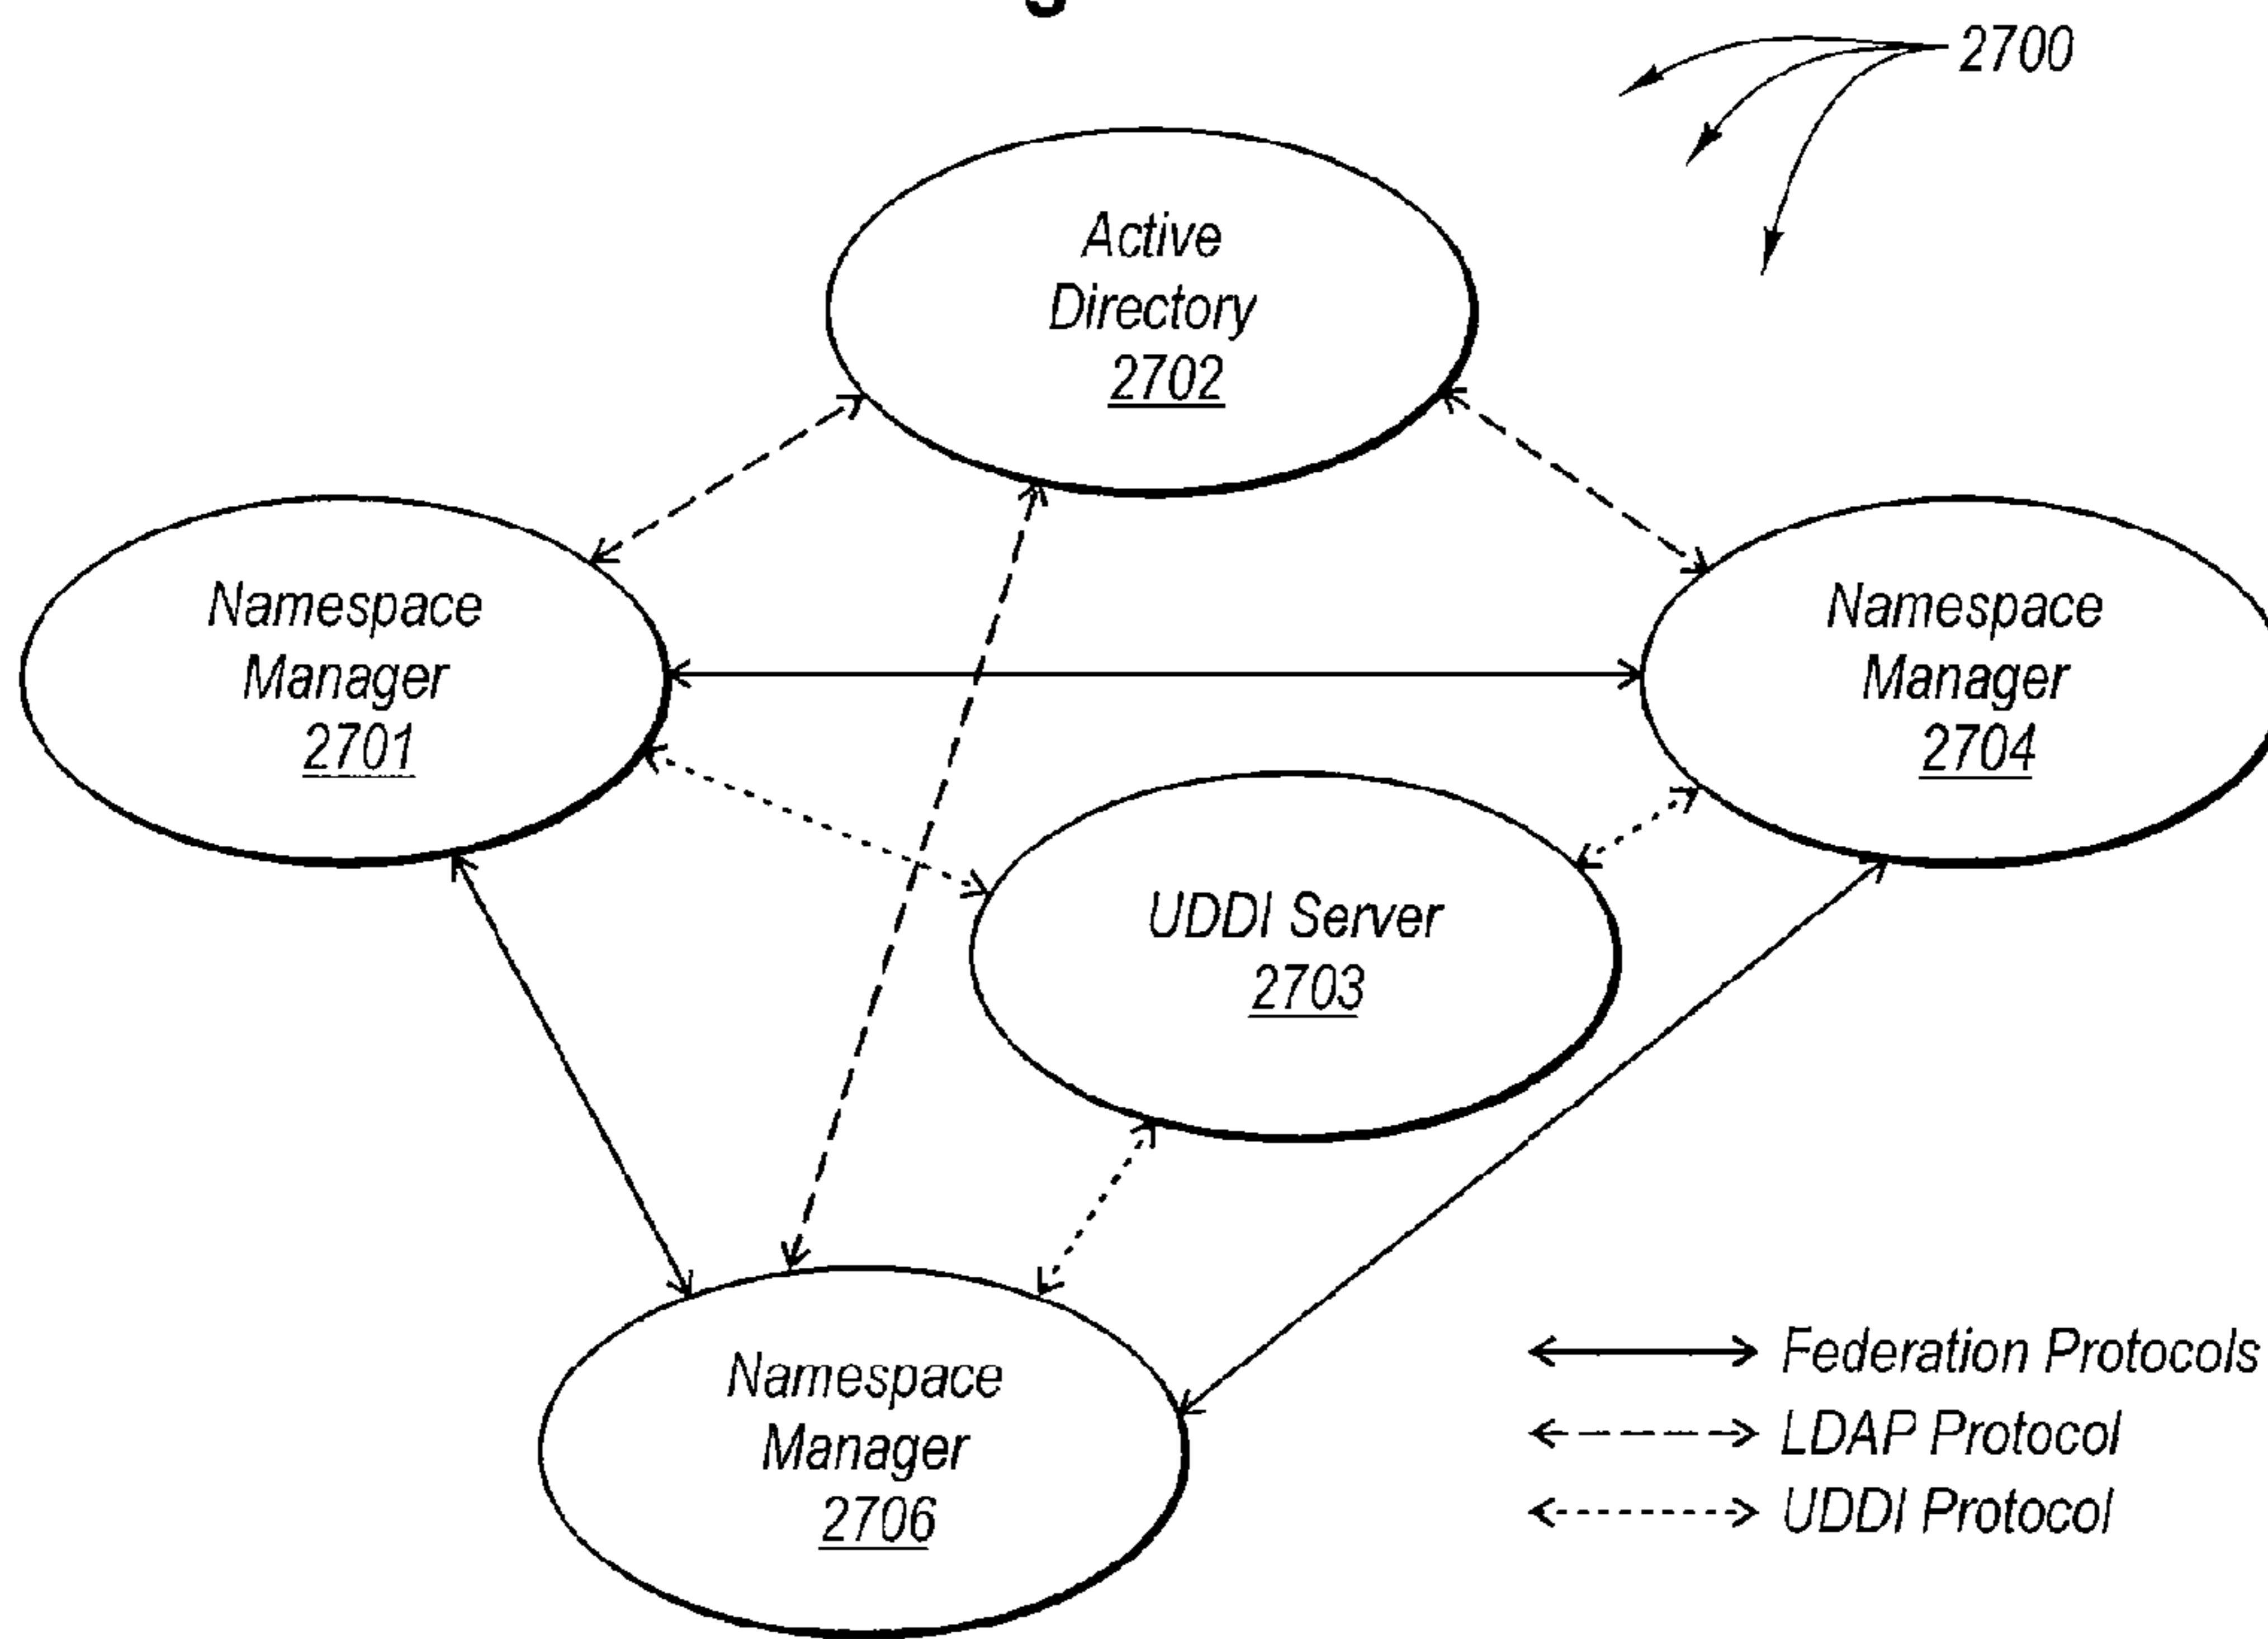 2700
Active
Directory
2702
Namespace
Manager
2701
Namespace
Manager
2704
UDDI Server
2703
Namespace
Manager
2706
Federation Protocols
LDAP Protocol
UDDI Protocol